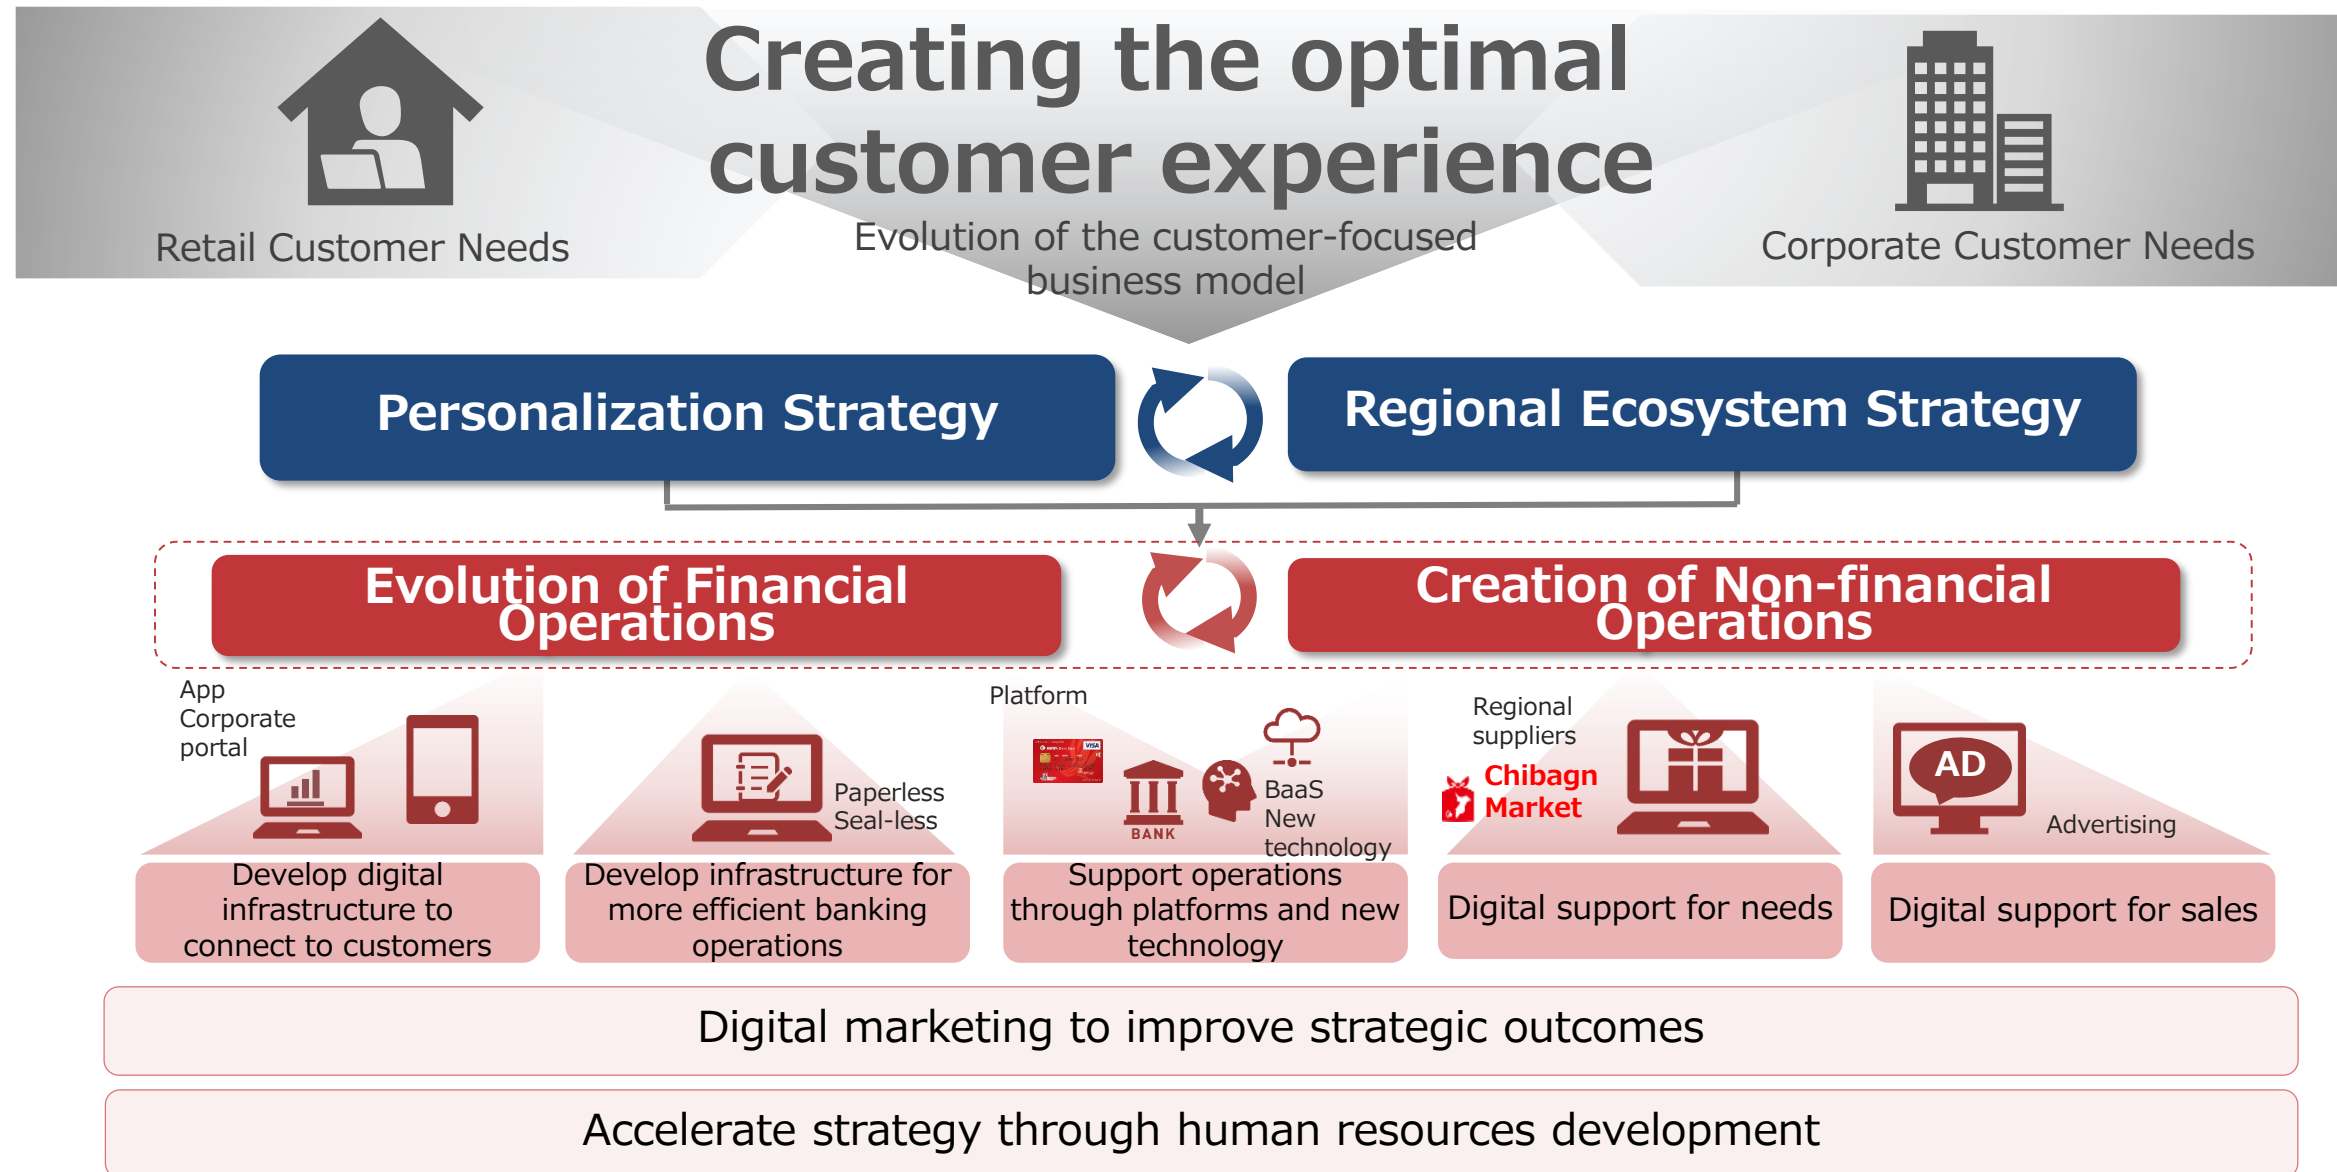 Creating the optimal
customer experience
Evolution of the customer-focused
business model
Retail Customer Needs
Corporate Customer Needs
Personalization Strategy
Regional Ecosystem Strategy
Evolution of Financial
Operations
Creation of Non-financial
Operations
App
Corporate
portal
Paperless
Seal-less
Platform
VISA
BANK
BaaS
New
technology
Regional
suppliers
Chibagn
Market
AD
Advertising
Develop digital
infrastructure to
connect to customers
Develop infrastructure for
more efficient banking
operations
Support operations
through platforms and new
technology
Digital support for needs
Digital support for sales
Digital marketing to improve strategic outcomes
Accelerate strategy through human resources development